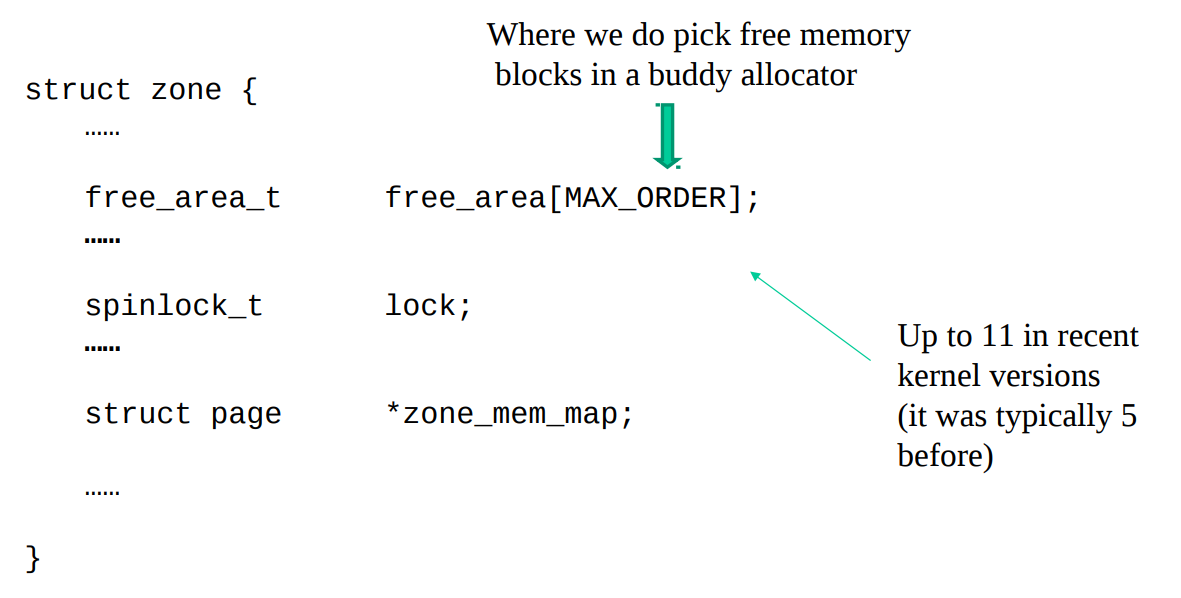 Where we do pick free memory
blocks in a buddy allocator
struct zone {
……
free_area_t free_area[MAX_ORDER];
……
spinlock_t lock;
……
struct page *zone_mem_map;
……
}
Up to 11 in recent
kernel versions
(it was typically 5
before)